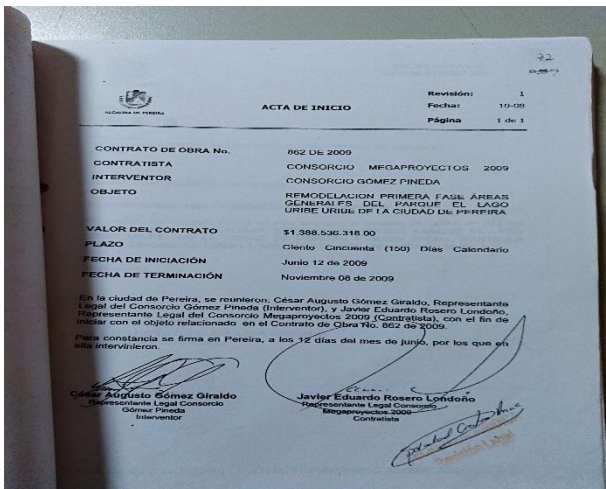 72
ALCALDIA DE PEREIRA
ACTA DE INICIO
Revisión: 1
Fecha: 10-08
Página 1 de 1
CONTRATO DE OBRA No. 862 DE 2009
CONTRATISTA CONSORCIO MEGAPROYECTOS 2009
INTERVENTOR CONSORCIO GÓMEZ PINEDA
OBJETO REMODELACION PRIMERA FASE ÁREAS
GENERALES DEL PARQUE EL LAGO
URIBE URIBE DE LA CIUDAD DE PEREIRA
VALOR DEL CONTRATO $1.388.536.318.00
PLAZO Ciento Cincuenta (150) Días Calendario
FECHA DE INICIACIÓN Junio 12 de 2009
FECHA DE TERMINACIÓN Noviembre 08 de 2009
En la ciudad de Pereira, se reunieron; César Augusto Gómez Giraldo, Representante
Legal del Consorcio Gómez Pineda (Interventor), y Javier Eduardo Rosero Londoño,
Representante Legal del Consorcio Megaproyectos 2009 (Contratista), con el fin de
iniciar con el objeto relacionado en el Contrato de Obra No. 862 de 2009.
Para constancia se firma en Pereira, a los 12 días del mes de junio, por los que en
ella intervinieron.
César Augusto Gómez Giraldo
Representante Legal Consorcio
Gómez Pineda
Interventor
Javier Eduardo Rosero Londoño
Representante Legal Consorcio
Megaproyectos 2009
Contratista
Revisión Legal